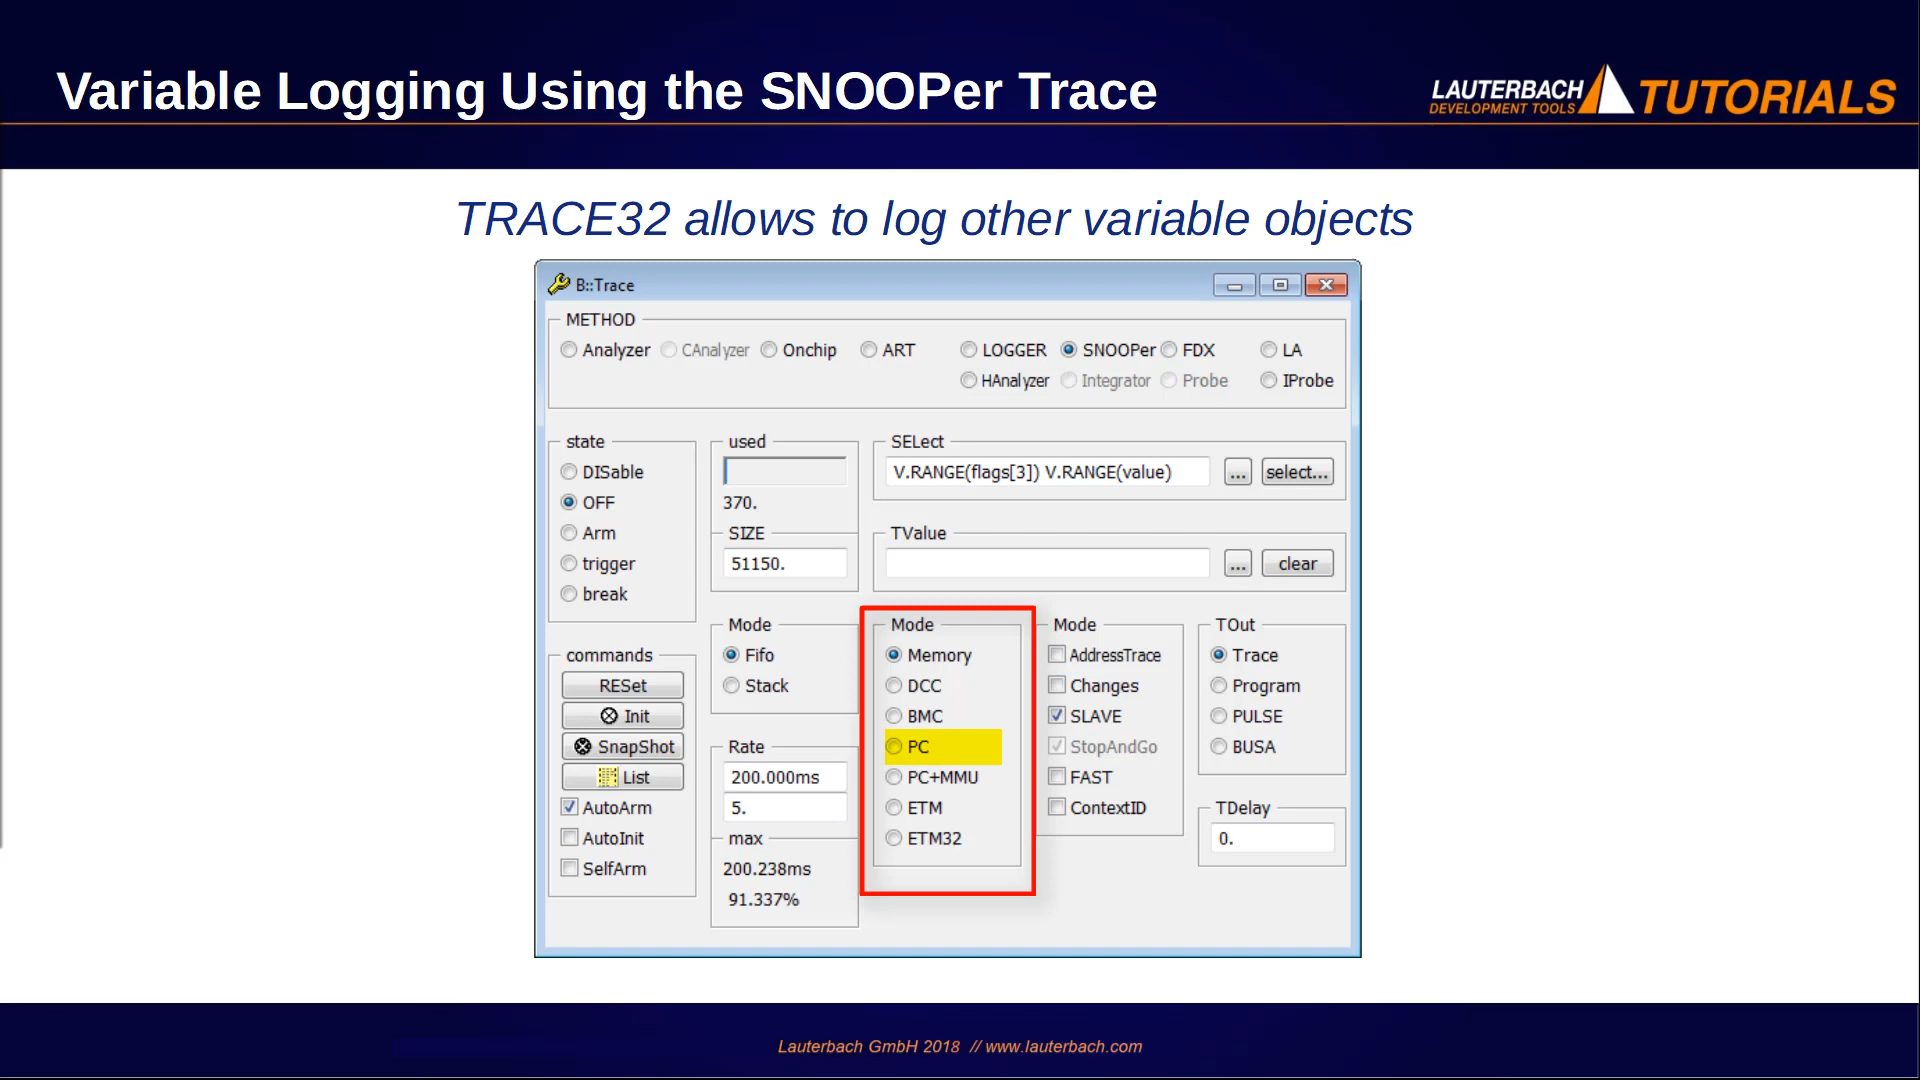 Variable Logging Using the SNOOPer Trace
LAUTERBACH
DEVELOPMENT TOOLS
TUTORIALS
TRACE32 allows to log other variable objects
B::Trace
METHOD
Analyzer CAnalyzer Onchip ART LOGGER SNOOPer FDX LA
HAnalyzer Integrator Probe IProbe
state
DISable
OFF
Arm
trigger
break
used
370.
SIZE
51150.
SELect
V.RANGE(flags[3]) V.RANGE(value) ... select...
TValue
... clear
commands
RESet
Init
SnapShot
List
AutoArm
AutoInit
SelfArm
Mode
Fifo
Stack
Rate
200.000ms
5.
max
200.238ms
91.337%
Mode
Memory
DCC
BMC
PC
PC+MMU
ETM
ETM32
Mode
AddressTrace
Changes
SLAVE
StopAndGo
FAST
ContextID
TOut
Trace
Program
PULSE
BUSA
TDelay
0.
Lauterbach GmbH 2018 // www.lauterbach.com